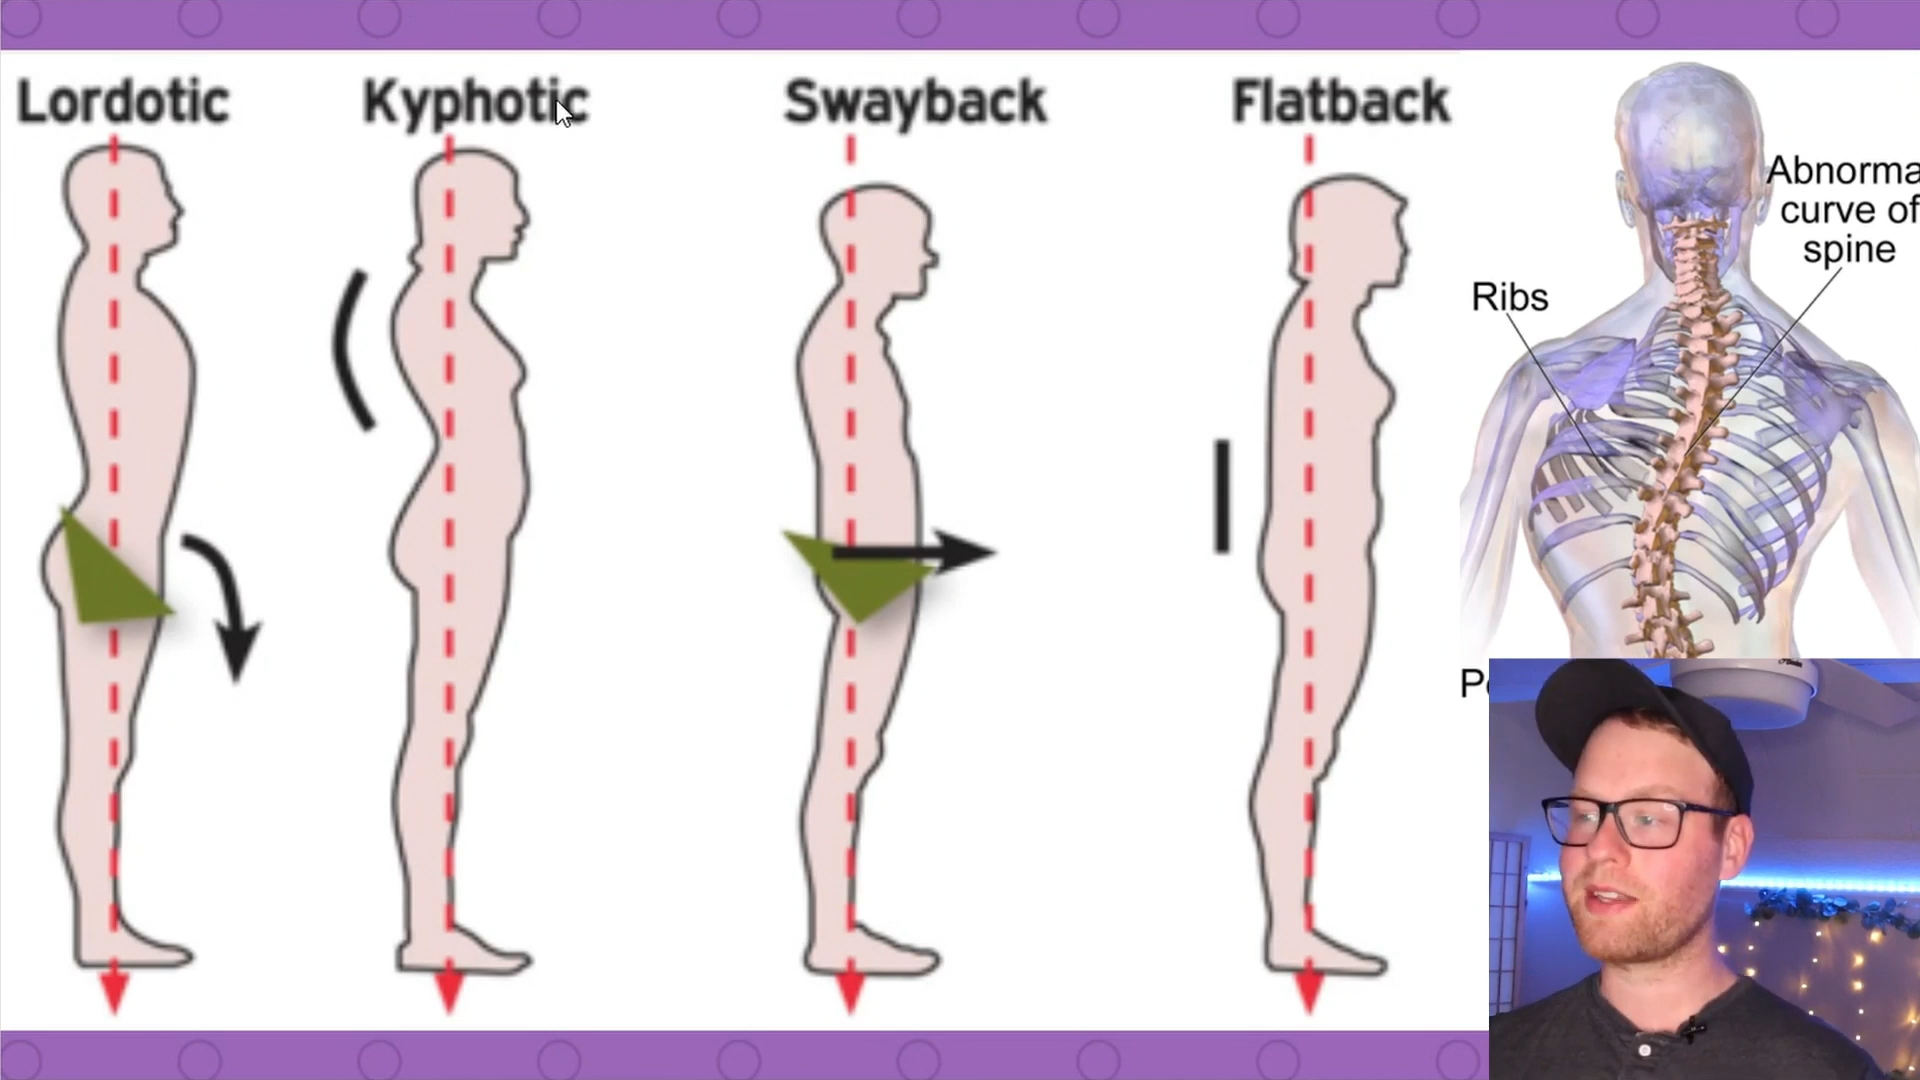 Lordotic
Kyphotic
Swayback
Flatback
Abnorma
curve of
spine
Ribs